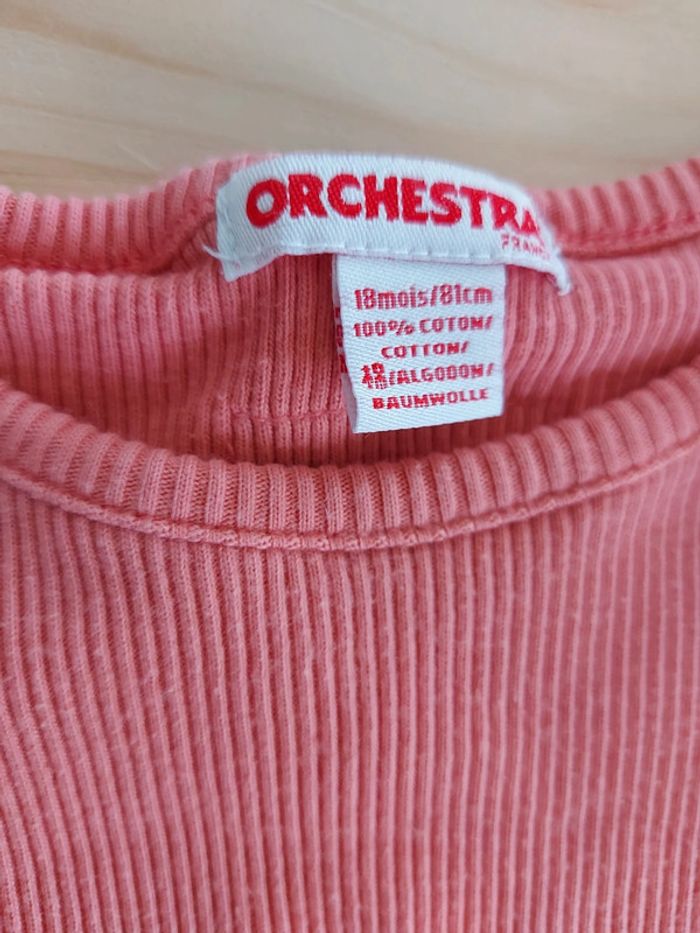 ORCHESTRA
FRANCE
18mois/81cm
100% COTON/
COTTON/
/ALGODON/
BAUMWOLLE